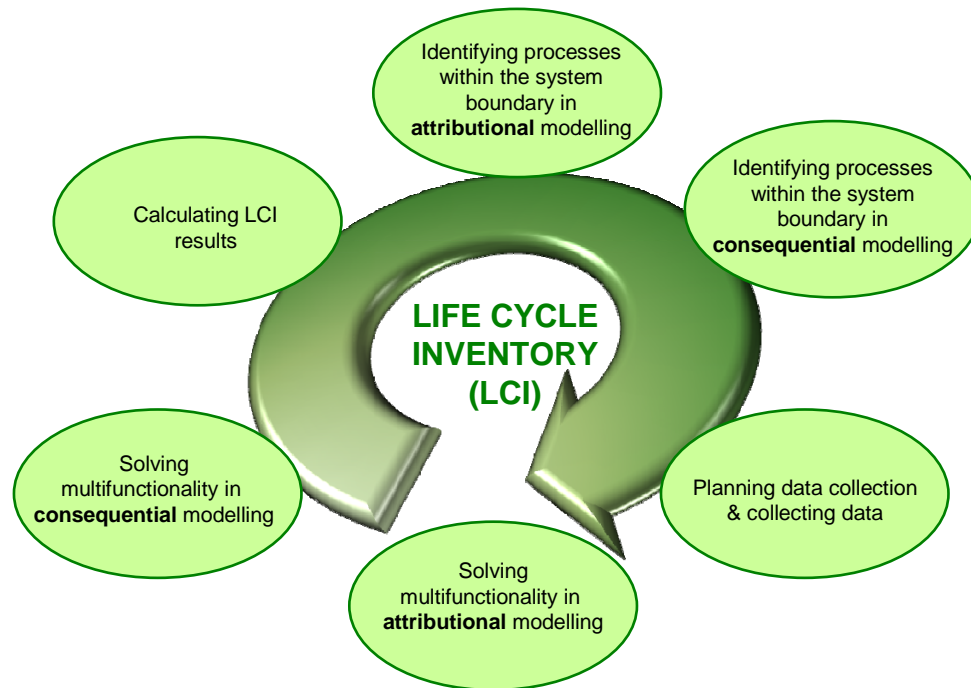 Identifying processes
within the system
boundary in
attributional modelling
Identifying processes
within the system
boundary in
consequential modelling
Planning data collection
& collecting data
Solving
multifunctionality in
attributional modelling
Solving
multifunctionality in
consequential modelling
Calculating LCI
results
LIFE CYCLE
INVENTORY
(LCI)